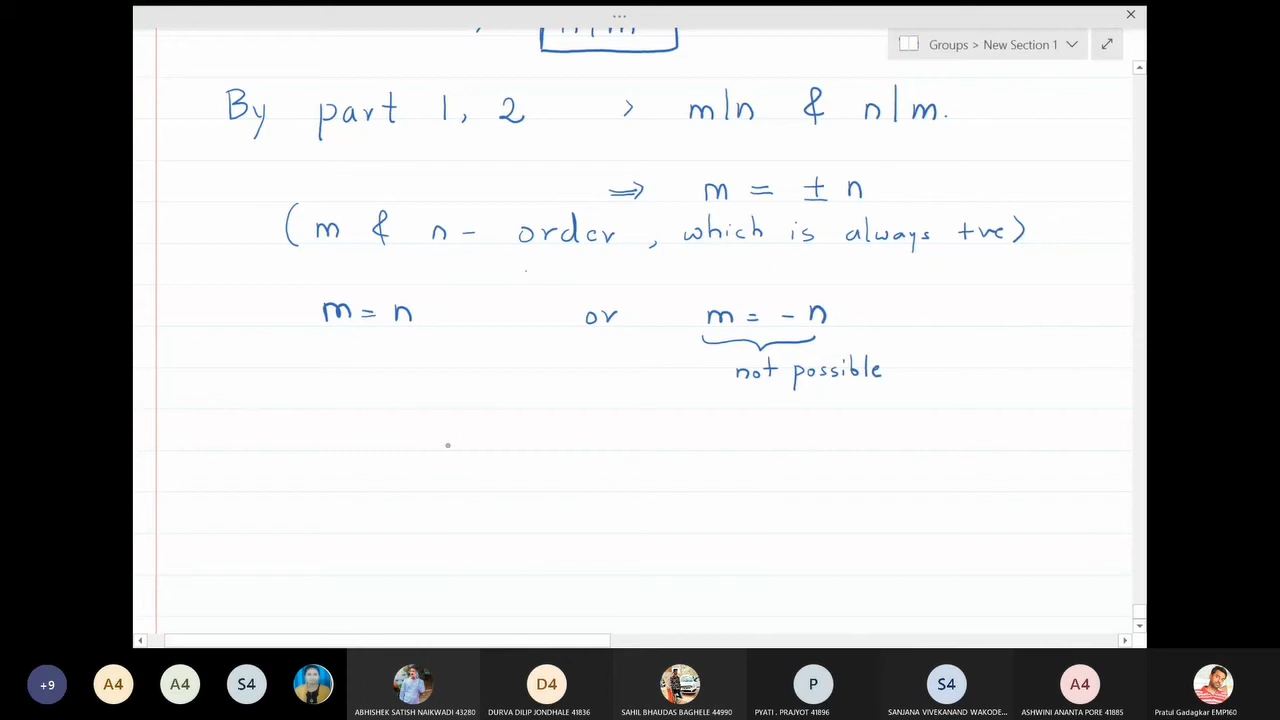 Groups > New Section 1
By part 1, 2 > m|n & n|m.
⇒ m = ± n
(m & n - order, which is always +ve)
m = n or m = - n
not possible
+9 A4 A4 S4 D4 P S4 A4
ABHISHEK SATISH NAIKWADI 43280 DURVA DILIP JONDHALE 41836 SAHIL BHAUDAS BAGHELE 44990 PYATI . PRAJYOT 41896 SANJANA VIVEKANAND WAKODE... ASHWINI ANANTA PORE 41885 Pratul Gadagkar EMP160